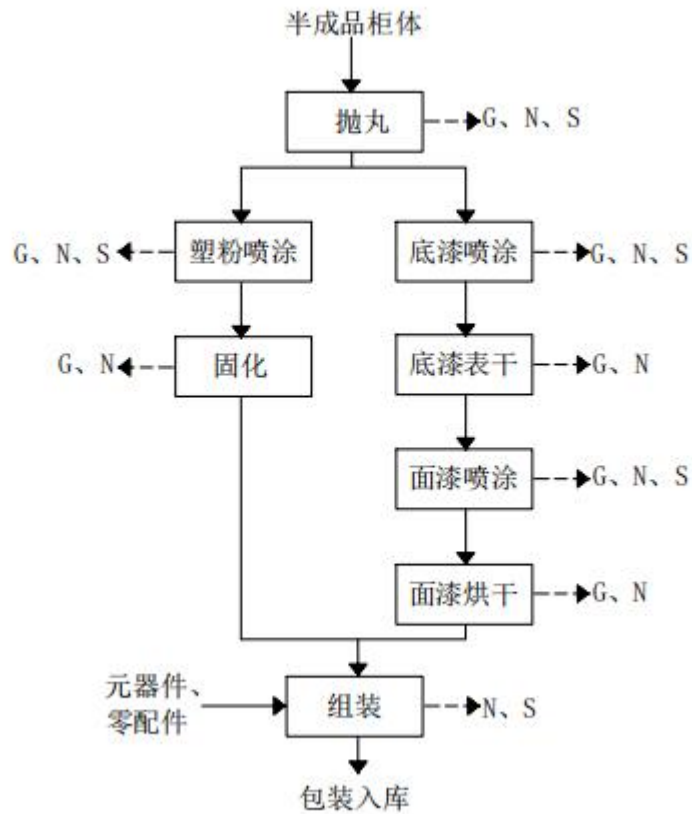 半成品柜体
抛丸
G、N、S
G、N、S
塑粉喷涂
底漆喷涂
G、N、S
G、N
固化
底漆表干
G、N
面漆喷涂
G、N、S
面漆烘干
G、N
元器件、
零配件
组装
N、S
包装入库